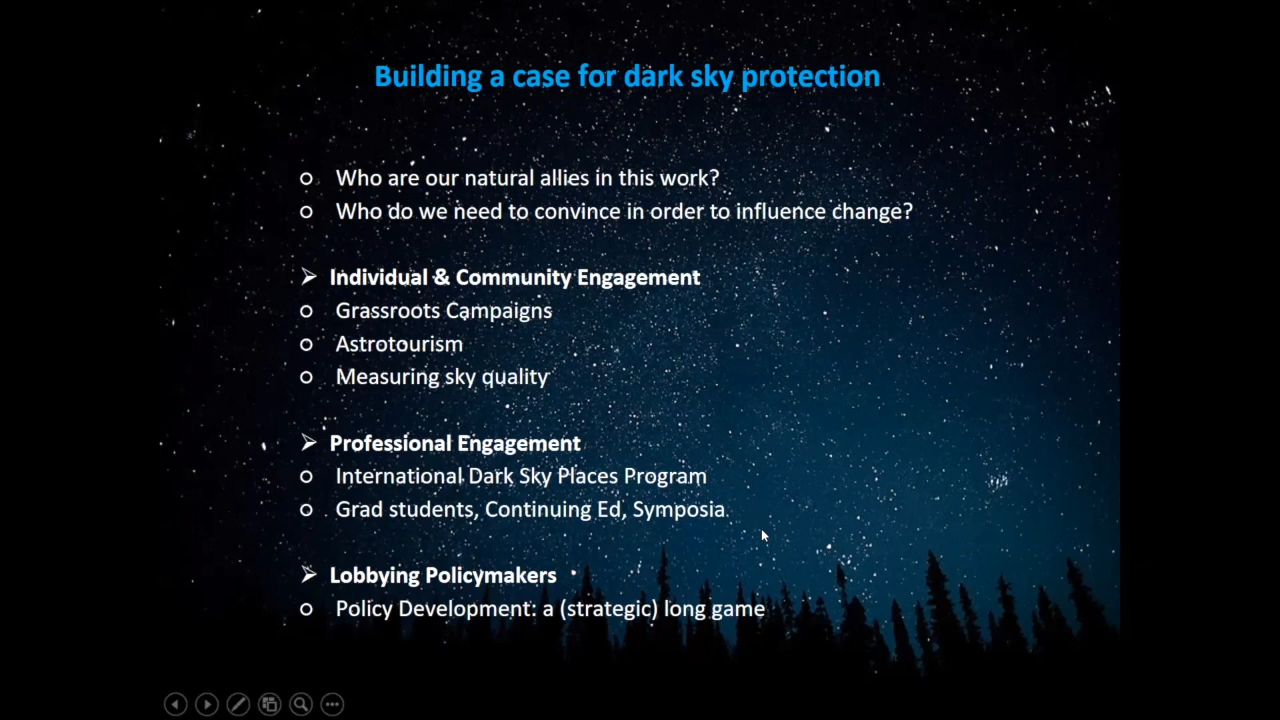 Building a case for dark sky protection
o Who are our natural allies in this work?
o Who do we need to convince in order to influence change?
➢ Individual & Community Engagement
o Grassroots Campaigns
o Astrotourism
o Measuring sky quality
➢ Professional Engagement
o International Dark Sky Places Program
o Grad students, Continuing Ed, Symposia
➢ Lobbying Policymakers
o Policy Development: a (strategic) long game